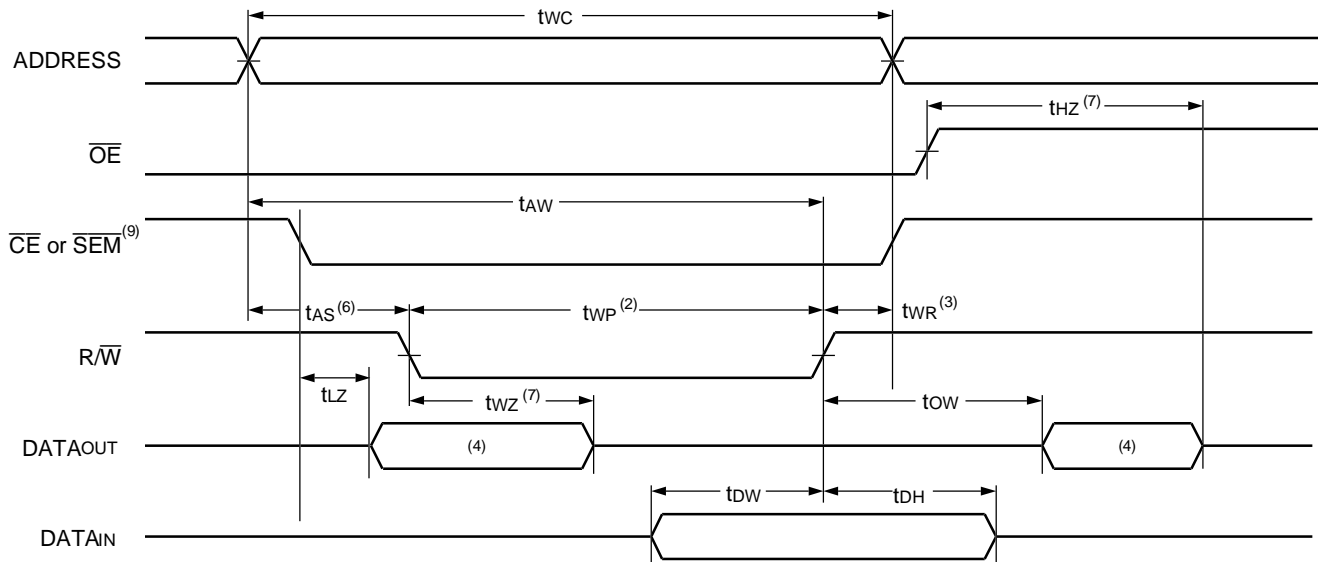 tWC
ADDRESS
tHZ (7)
OE
tAW
CE or SEM (9)
tAS (6)
tWP (2)
tWR (3)
R/W
tLZ
tWZ (7)
tOW
DATAOUT
(4)
(4)
tDW
tDH
DATAIN